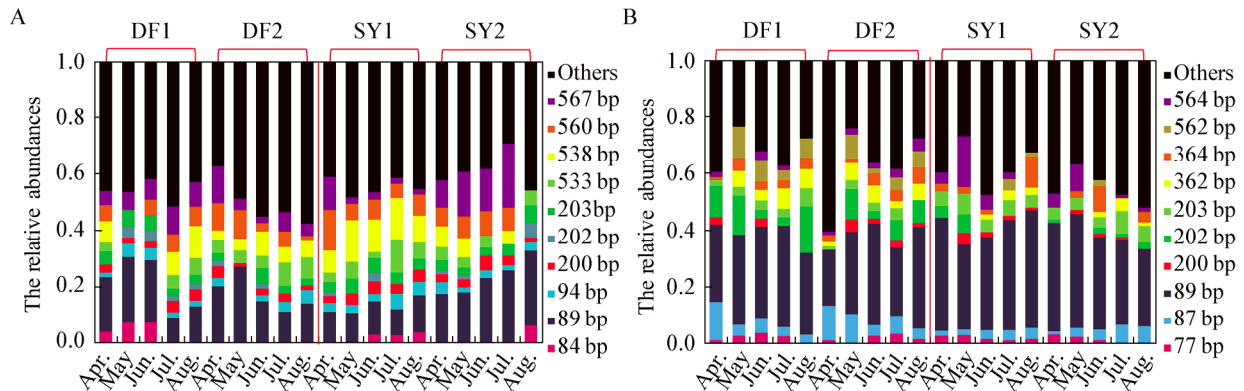 A
DF1 DF2 SY1 SY2
The relative abundances
1.0
0.8
0.6
0.4
0.2
0.0
Apr. May Jun. Jul. Aug. Apr. May Jun. Jul. Aug. Apr. May Jun. Jul. Aug. Apr. May Jun. Jul. Aug.
Others
567 bp
560 bp
538 bp
533 bp
203bp
202 bp
200 bp
94 bp
89 bp
84 bp
B
DF1 DF2 SY1 SY2
The relative abundances
1.0
0.8
0.6
0.4
0.2
0.0
Apr. May Jun. Jul. Aug. Apr. May Jun. Jul. Aug. Apr. May Jun. Jul. Aug. Apr. May Jun. Jul. Aug.
Others
564 bp
562 bp
364 bp
362 bp
203 bp
202 bp
200 bp
89 bp
87 bp
77 bp